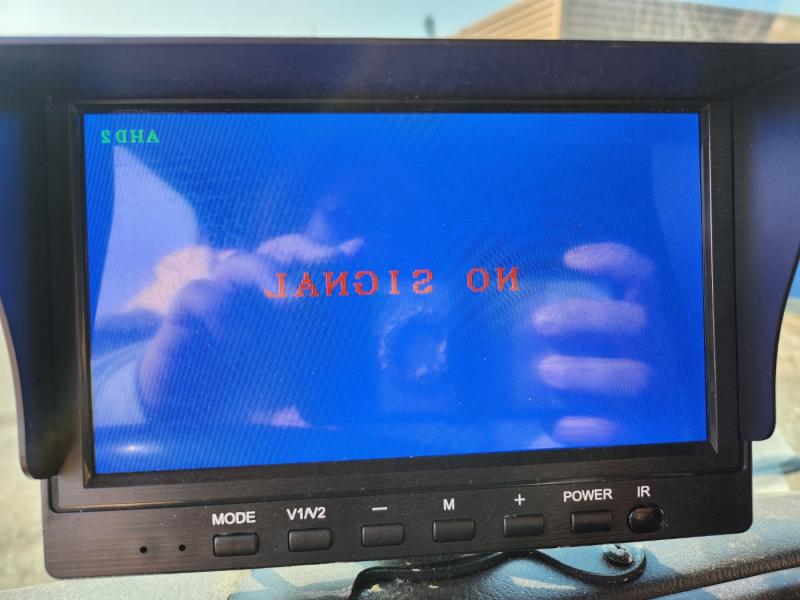 AHD2
NO SIGNAL
MODE V1/V2 — M + POWER IR